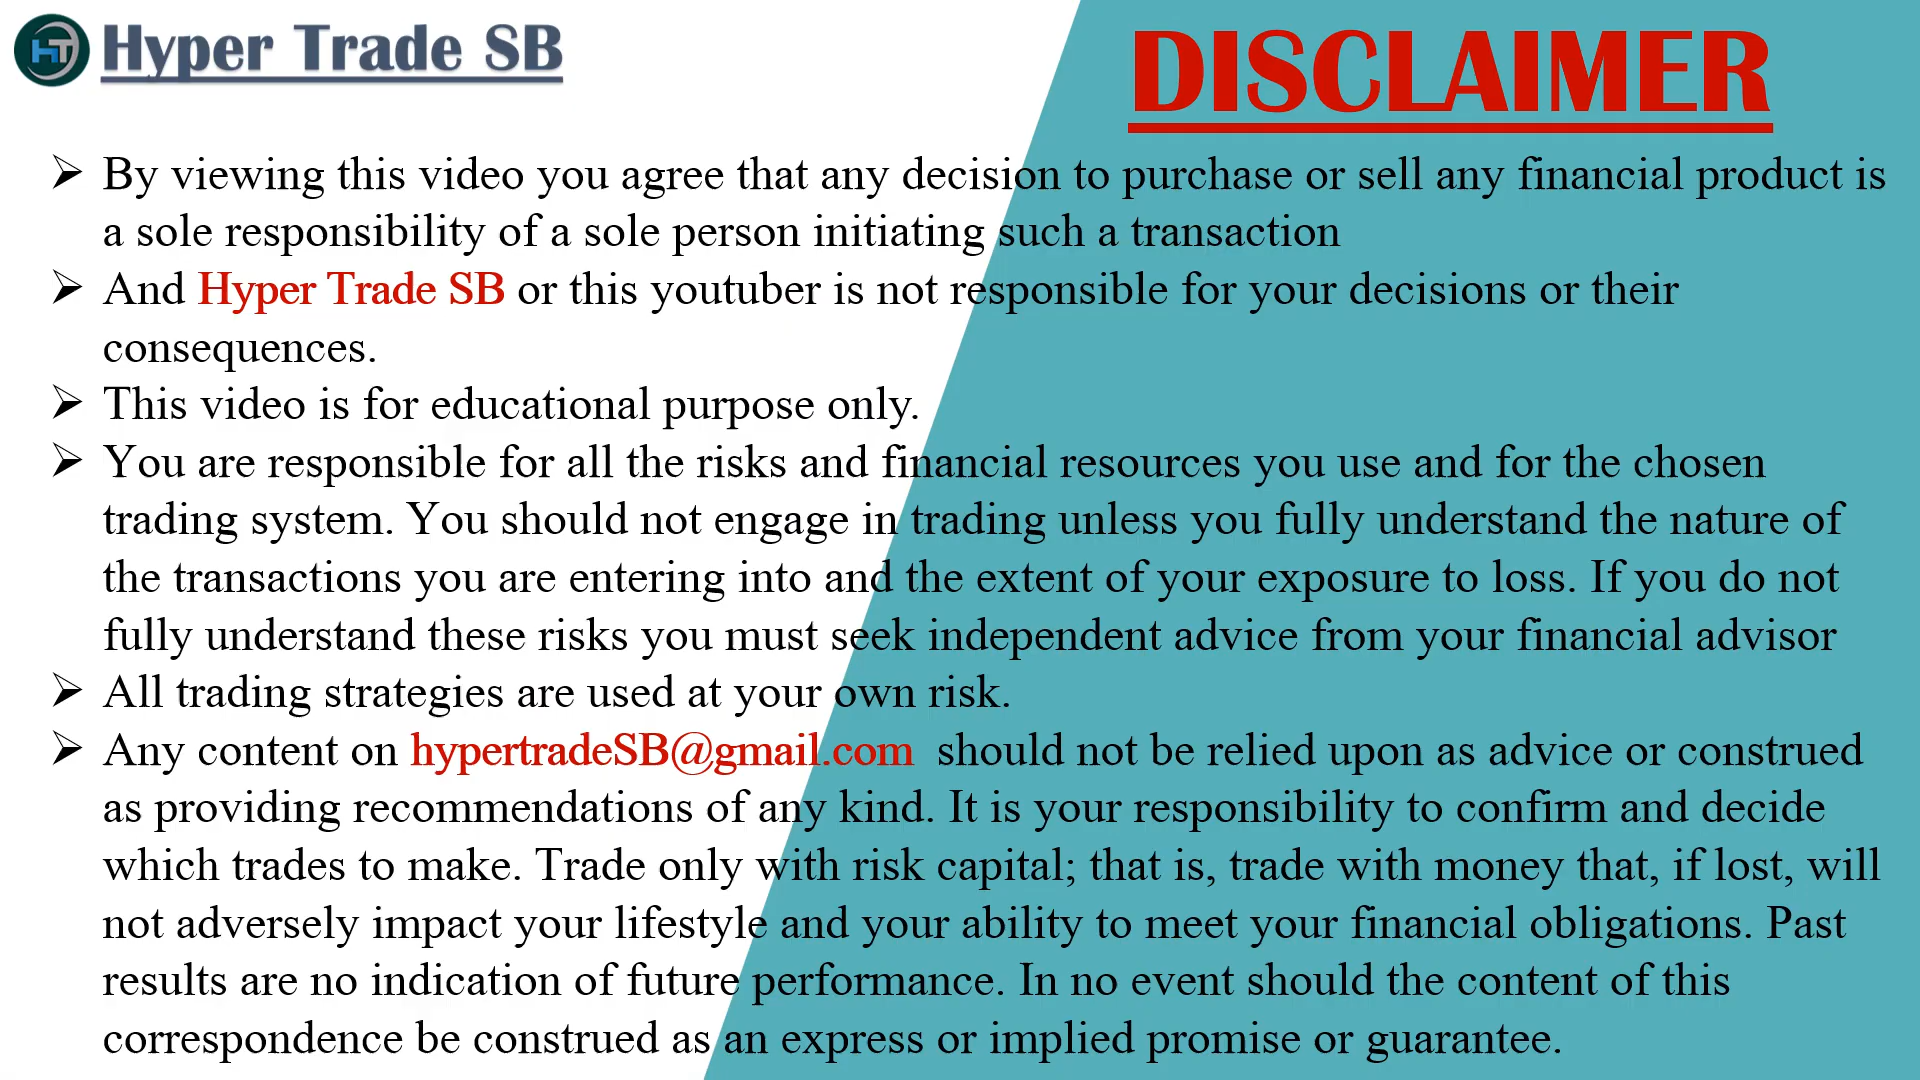 HT Hyper Trade SB
DISCLAIMER
➢ By viewing this video you agree that any decision to purchase or sell any financial product is
a sole responsibility of a sole person initiating such a transaction
➢ And Hyper Trade SB or this youtuber is not responsible for your decisions or their
consequences.
➢ This video is for educational purpose only.
➢ You are responsible for all the risks and financial resources you use and for the chosen
trading system. You should not engage in trading unless you fully understand the nature of
the transactions you are entering into and the extent of your exposure to loss. If you do not
fully understand these risks you must seek independent advice from your financial advisor
➢ All trading strategies are used at your own risk.
➢ Any content on hypertradeSB@gmail.com should not be relied upon as advice or construed
as providing recommendations of any kind. It is your responsibility to confirm and decide
which trades to make. Trade only with risk capital; that is, trade with money that, if lost, will
not adversely impact your lifestyle and your ability to meet your financial obligations. Past
results are no indication of future performance. In no event should the content of this
correspondence be construed as an express or implied promise or guarantee.